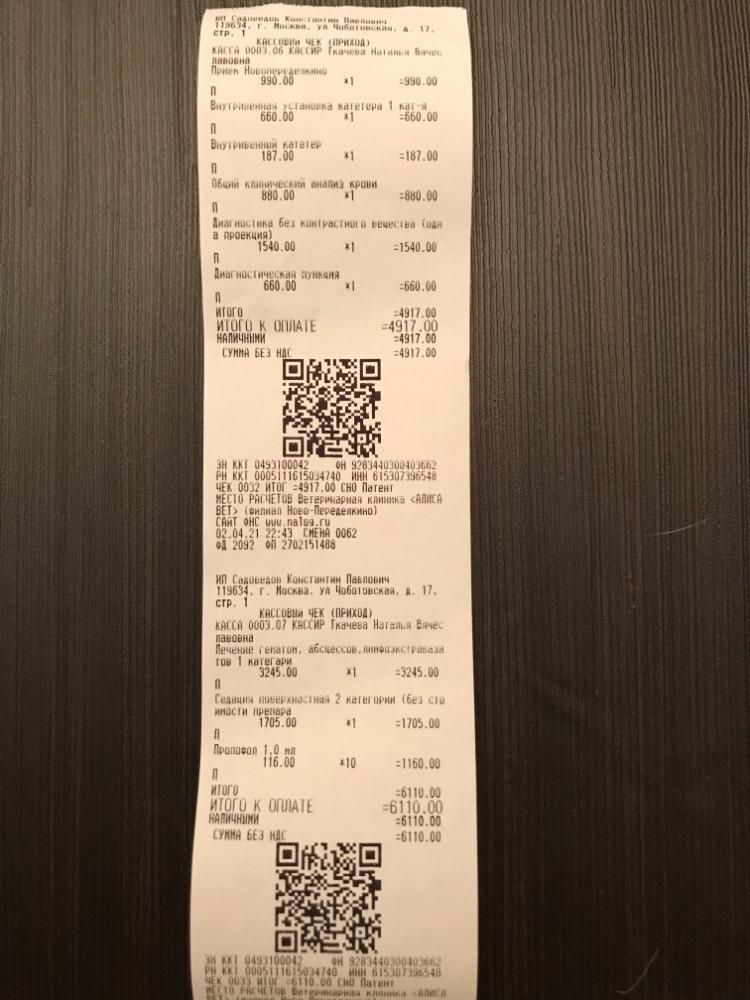 ИП Садоведов Константин Павлович
119634, г. Москва, ул Чоботовская, д. 17,
стр. 1
КАССОВЫЙ ЧЕК (ПРИХОД)
КАССА 0003.06 КАССИР Ткачева Наталья Вячес
лавовна
Прием Новопеределкино
990.00 *1 =990.00
П
Внутривенная установка катетера 1 кат-я
660.00 *1 =660.00
П
Внутривенный катетер
187.00 *1 =187.00
П
Общий клинический анализ крови
880.00 *1 =880.00
П
Диагностика без контрастного вещества (одн
а проекция)
1540.00 *1 =1540.00
П
Диагностическая пункция
660.00 *1 =660.00
П
ИТОГО =4917.00
ИТОГО К ОПЛАТЕ =4917.00
НАЛИЧНЫМИ =4917.00
СУММА БЕЗ НДС =4917.00
ЗН ККТ 0493100042 ФН 9283440300403662
РН ККТ 0005111615034740 ИНН 615307396548
ЧЕК 0032 ИТОГ =4917.00 СНО Патент
МЕСТО РАСЧЕТОВ Ветеринарная клиника <АЛИСА
ВЕТ> (филиал Ново-Переделкино)
САЙТ ФНС www.nalog.ru
02.04.21 22:43 СМЕНА 0062
ФД 2092 ФП 2702151488
ИП Садоведов Константин Павлович
119634, г. Москва, ул Чоботовская, д. 17,
стр. 1
КАССОВЫЙ ЧЕК (ПРИХОД)
КАССА 0003.07 КАССИР Ткачева Наталья Вячес
лавовна
Лечение гематом, абсцессов,лимфоэкстравaза
тов 1 категари
3245.00 *1 =3245.00
П
Седация поверхностная 2 категории (без сто
имости препара
1705.00 *1 =1705.00
П
Пропофол 1,0 мл
116.00 *10 =1160.00
П
ИТОГО =6110.00
ИТОГО К ОПЛАТЕ =6110.00
НАЛИЧНЫМИ =6110.00
СУММА БЕЗ НДС =6110.00
ЗН ККТ 0493100042 ФН 9283440300403662
РН ККТ 0005111615034740 ИНН 615307396548
ЧЕК 0033 ИТОГ =6110.00 СНО Патент
МЕСТО РАСЧЕТОВ Ветеринарная клиника <АЛИСА